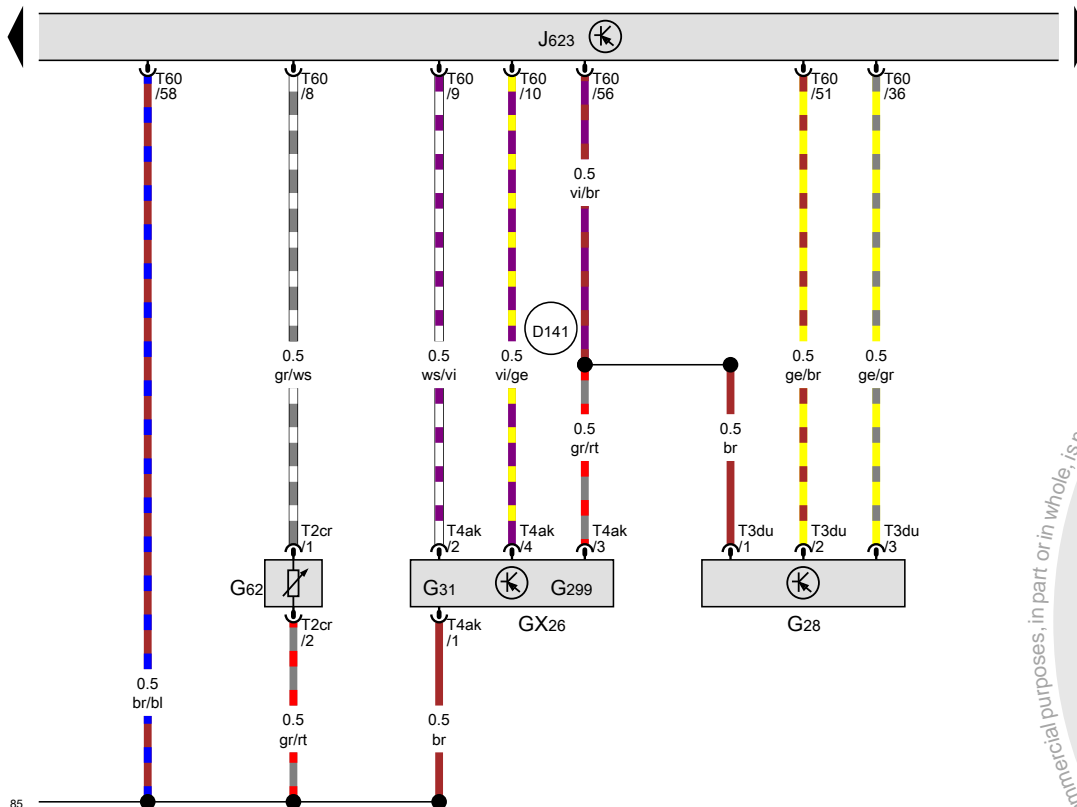 J623
T60 T60 T60 T60 T60 T60 T60
/58 /8 /9 /10 /56 /51 /36
0.5
vi/br
D141
0.5 0.5 0.5 0.5 0.5
gr/ws ws/vi vi/ge ge/br ge/gr
0.5 0.5
gr/rt br
T2cr T4ak T4ak T4ak T3du T3du T3du
/1 /2 /4 /3 /1 /2 /3
G62 G31 G299
T2cr T4ak GX26 G28
/2 /1
0.5
br/bl
0.5 0.5
gr/rt br
85
mmercial purposes, in part or in whole, is